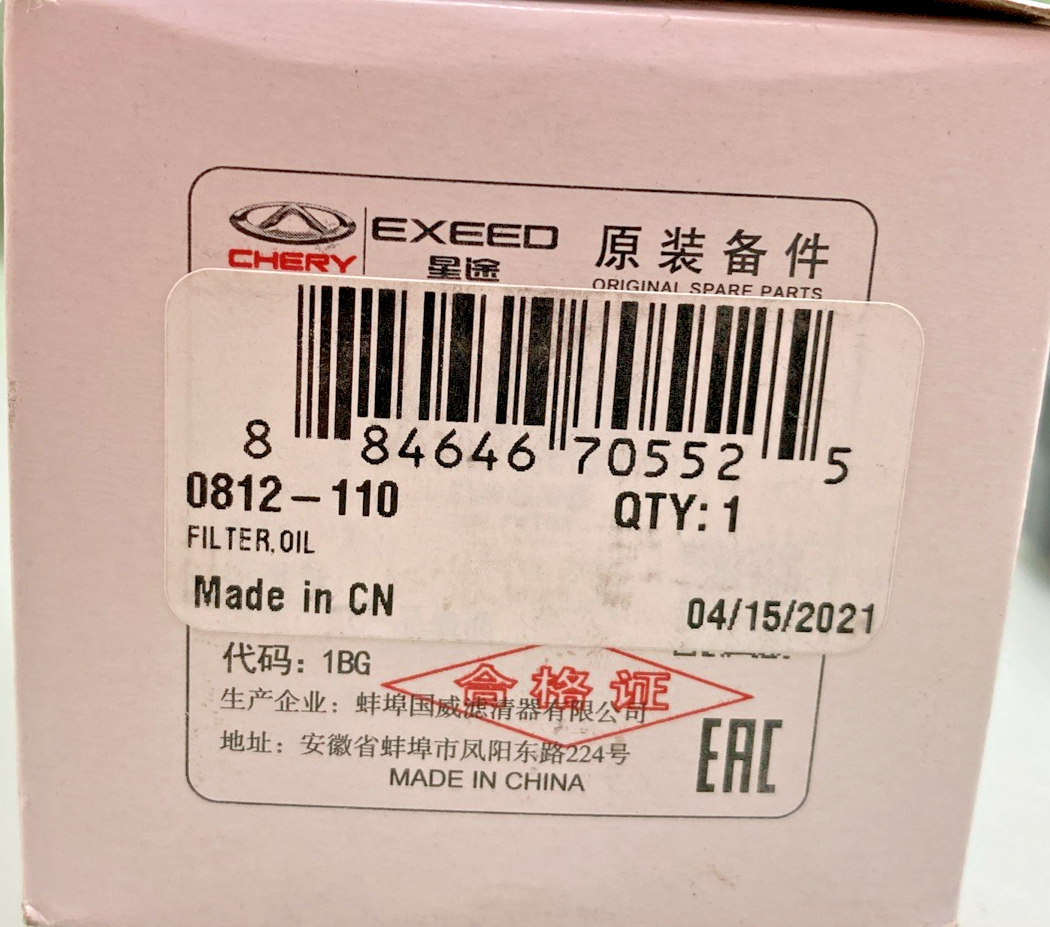 CHERY
EXEED
星途
原装备件
ORIGINAL SPARE PARTS
8 84646 70552 5
0812-110
QTY: 1
FILTER,OIL
Made in CN
04/15/2021
代码: 1BG
合格证
生产企业: 蚌埠国威滤清器有限公司
地址: 安徽省蚌埠市凤阳东路224号
MADE IN CHINA
EAC